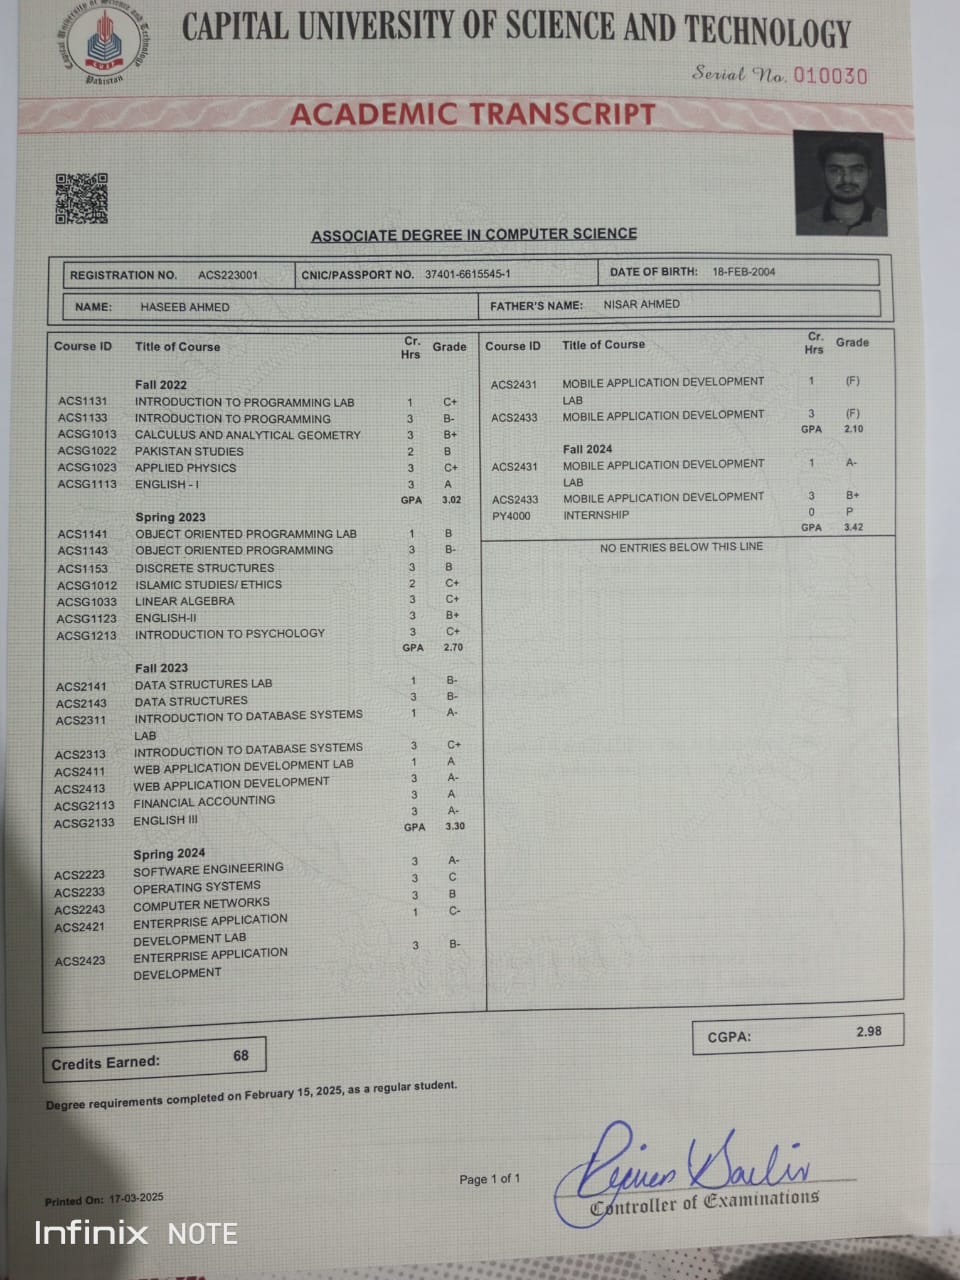 CAPITAL UNIVERSITY OF SCIENCE AND TECHNOLOGY
Capital University of Science and Technology
CUST
Pakistan
Serial No. 010030
ACADEMIC TRANSCRIPT
ASSOCIATE DEGREE IN COMPUTER SCIENCE
REGISTRATION NO. ACS223001 CNIC/PASSPORT NO. 37401-6615545-1 DATE OF BIRTH: 18-FEB-2004
NAME: HASEEB AHMED FATHER'S NAME: NISAR AHMED
Course ID Title of Course Cr. Hrs Grade
Fall 2022
ACS1131 INTRODUCTION TO PROGRAMMING LAB 1 C+
ACS1133 INTRODUCTION TO PROGRAMMING 3 B-
ACSG1013 CALCULUS AND ANALYTICAL GEOMETRY 3 B+
ACSG1022 PAKISTAN STUDIES 2 B
ACSG1023 APPLIED PHYSICS 3 C+
ACSG1113 ENGLISH - I 3 A
GPA 3.02
Spring 2023
ACS1141 OBJECT ORIENTED PROGRAMMING LAB 1 B
ACS1143 OBJECT ORIENTED PROGRAMMING 3 B-
ACS1153 DISCRETE STRUCTURES 3 B
ACSG1012 ISLAMIC STUDIES/ ETHICS 2 C+
ACSG1033 LINEAR ALGEBRA 3 C+
ACSG1123 ENGLISH-II 3 B+
ACSG1213 INTRODUCTION TO PSYCHOLOGY 3 C+
GPA 2.70
Fall 2023
ACS2141 DATA STRUCTURES LAB 1 B-
ACS2143 DATA STRUCTURES 3 B-
ACS2311 INTRODUCTION TO DATABASE SYSTEMS 1 A-
LAB
ACS2313 INTRODUCTION TO DATABASE SYSTEMS 3 C+
ACS2411 WEB APPLICATION DEVELOPMENT LAB 1 A
ACS2413 WEB APPLICATION DEVELOPMENT 3 A-
ACSG2113 FINANCIAL ACCOUNTING 3 A
ACSG2133 ENGLISH III 3 A-
GPA 3.30
Spring 2024
ACS2223 SOFTWARE ENGINEERING 3 A-
ACS2233 OPERATING SYSTEMS 3 C
ACS2243 COMPUTER NETWORKS 3 B
ACS2421 ENTERPRISE APPLICATION 1 C-
DEVELOPMENT LAB
ACS2423 ENTERPRISE APPLICATION 3 B-
DEVELOPMENT
Course ID Title of Course Cr. Hrs Grade
ACS2431 MOBILE APPLICATION DEVELOPMENT 1 (F)
LAB
ACS2433 MOBILE APPLICATION DEVELOPMENT 3 (F)
GPA 2.10
Fall 2024
ACS2431 MOBILE APPLICATION DEVELOPMENT 1 A-
LAB
ACS2433 MOBILE APPLICATION DEVELOPMENT 3 B+
PY4000 INTERNSHIP 0 P
GPA 3.42
NO ENTRIES BELOW THIS LINE
Credits Earned: 68
CGPA: 2.98
Degree requirements completed on February 15, 2025, as a regular student.
Page 1 of 1
Controller of Examinations
Printed On: 17-03-2025
Infinix NOTE